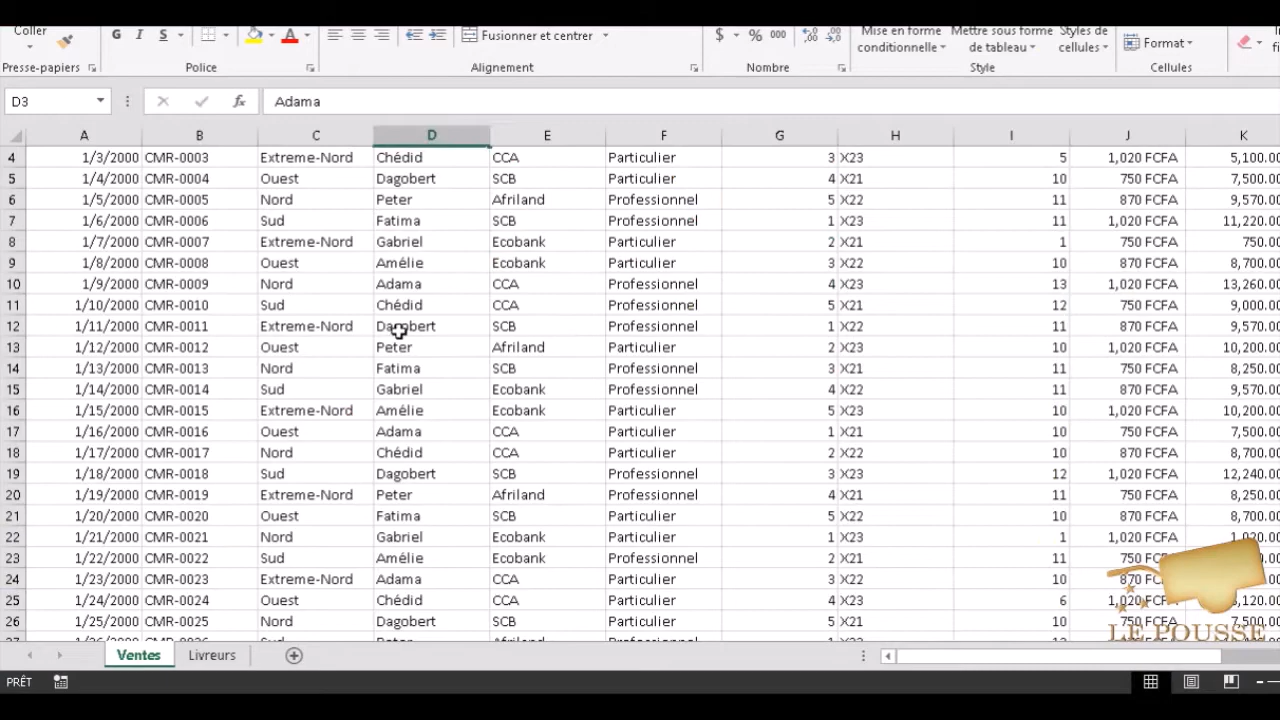 Coller Fusionner et centrer $ % 000 Mise en forme conditionnelle Mettre sous forme de tableau Styles de cellules Format
G I S A
Presse-papiers Police Alignement Nombre Style Cellules
D3 fx Adama
A B C D E F G H I J K
4 1/3/2000 CMR-0003 Extreme-Nord Chédid CCA Particulier 3 X23 5 1,020 FCFA 5,100.00
5 1/4/2000 CMR-0004 Ouest Dagobert SCB Particulier 4 X21 10 750 FCFA 7,500.00
6 1/5/2000 CMR-0005 Nord Peter Afriland Professionnel 5 X22 11 870 FCFA 9,570.00
7 1/6/2000 CMR-0006 Sud Fatima SCB Professionnel 1 X23 11 1,020 FCFA 11,220.00
8 1/7/2000 CMR-0007 Extreme-Nord Gabriel Ecobank Particulier 2 X21 1 750 FCFA 750.00
9 1/8/2000 CMR-0008 Ouest Amélie Ecobank Particulier 3 X22 10 870 FCFA 8,700.00
10 1/9/2000 CMR-0009 Nord Adama CCA Professionnel 4 X23 13 1,020 FCFA 13,260.00
11 1/10/2000 CMR-0010 Sud Chédid CCA Professionnel 5 X21 12 750 FCFA 9,000.00
12 1/11/2000 CMR-0011 Extreme-Nord Dagobert SCB Professionnel 1 X22 11 870 FCFA 9,570.00
13 1/12/2000 CMR-0012 Ouest Peter Afriland Particulier 2 X23 10 1,020 FCFA 10,200.00
14 1/13/2000 CMR-0013 Nord Fatima SCB Professionnel 3 X21 11 750 FCFA 8,250.00
15 1/14/2000 CMR-0014 Sud Gabriel Ecobank Professionnel 4 X22 11 870 FCFA 9,570.00
16 1/15/2000 CMR-0015 Extreme-Nord Amélie Ecobank Particulier 5 X23 10 1,020 FCFA 10,200.00
17 1/16/2000 CMR-0016 Ouest Adama CCA Particulier 1 X21 10 750 FCFA 7,500.00
18 1/17/2000 CMR-0017 Nord Chédid CCA Particulier 2 X22 10 870 FCFA 8,700.00
19 1/18/2000 CMR-0018 Sud Dagobert SCB Professionnel 3 X23 12 1,020 FCFA 12,240.00
20 1/19/2000 CMR-0019 Extreme-Nord Peter Afriland Professionnel 4 X21 11 750 FCFA 8,250.00
21 1/20/2000 CMR-0020 Ouest Fatima SCB Particulier 5 X22 10 870 FCFA 8,700.00
22 1/21/2000 CMR-0021 Nord Gabriel Ecobank Particulier 1 X23 1 1,020 FCFA 1,020.00
23 1/22/2000 CMR-0022 Sud Amélie Ecobank Professionnel 2 X21 11 750
24 1/23/2000 CMR-0023 Extreme-Nord Adama CCA Particulier 3 X22 10 870 FCFA
25 1/24/2000 CMR-0024 Ouest Chédid CCA Particulier 4 X23 6 1,020 FCFA
26 1/25/2000 CMR-0025 Nord Dagobert SCB Particulier 5 X21 10 750
LE POUSSE
Ventes Livreurs
PRÊT